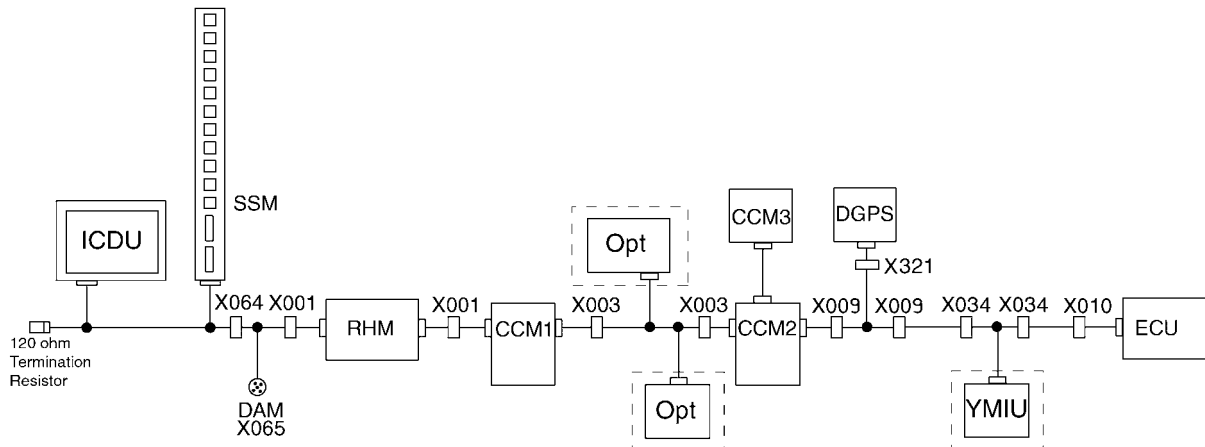 SSM
CCM3
DGPS
ICDU
Opt
X321
X064 X001
X001
X003
X003
X009
X009
X034
X034
X010
RHM
CCM1
CCM2
ECU
120 ohm
Termination
Resistor
DAM
X065
Opt
YMIU